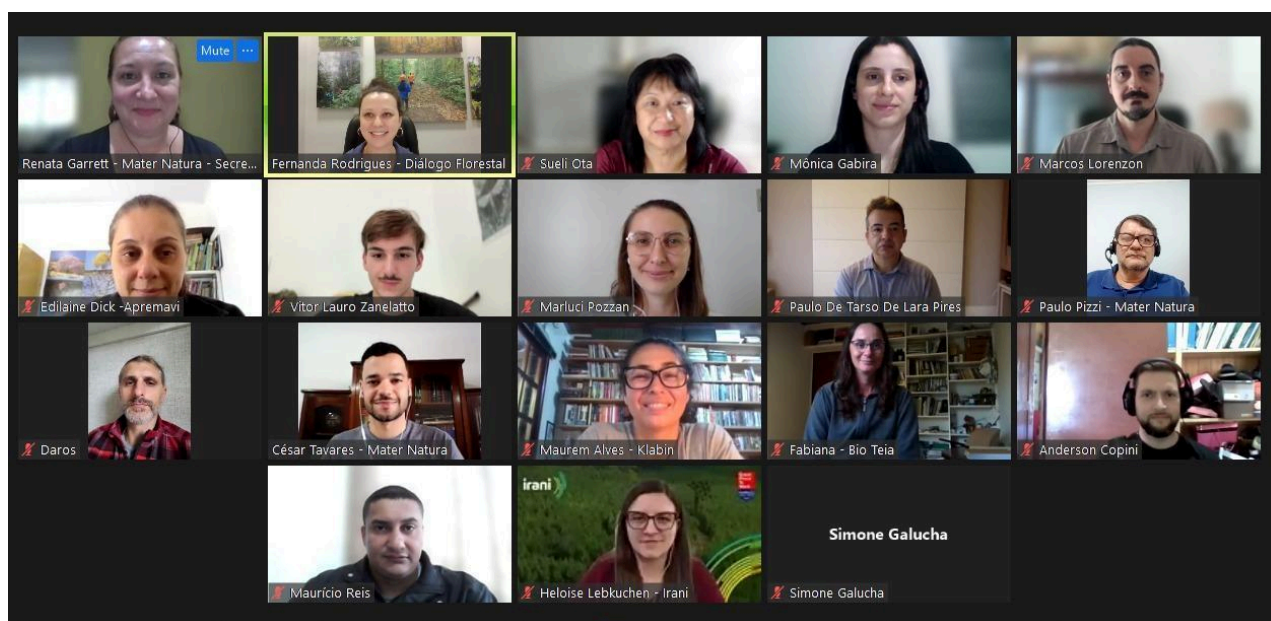 Mute ...
Renata Garrett - Mater Natura - Secre...
Fernanda Rodrigues - Diálogo Florestal
Sueli Ota
Mônica Gabira
Marcos Lorenzon
Edilaine Dick -Apremavi
Vitor Lauro Zanelatto
Marluci Pozzan
Paulo De Tarso De Lara Pires
Paulo Pizzi - Mater Natura
Daros
César Tavares - Mater Natura
Maurem Alves - Klabin
Fabiana - Bio Teia
Anderson Copini
Maurício Reis
irani
Heloise Lebkuchen - Irani
Simone Galucha
Simone Galucha